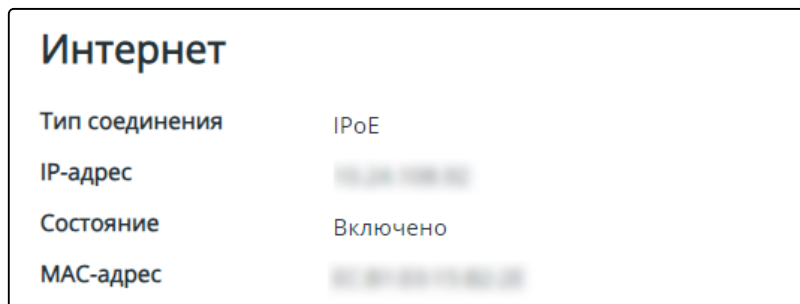 Интернет
Тип соединения IPoE
IP-адрес
Состояние Включено
MAC-адрес